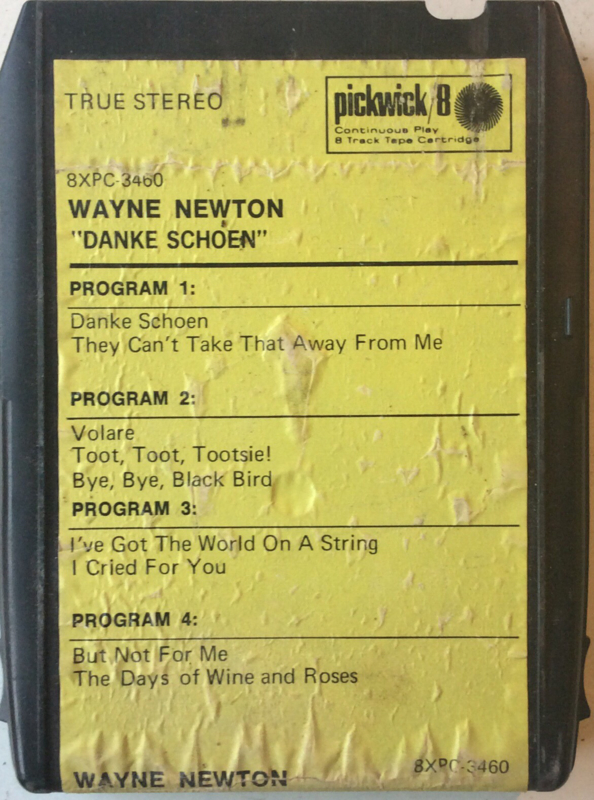 TRUE STEREO
pickwick/8
Continuous Play
8 Track Tape Cartridge
8XPC-3460
WAYNE NEWTON
"DANKE SCHOEN"
PROGRAM 1:
Danke Schoen
They Can't Take That Away From Me
PROGRAM 2:
Volare
Toot, Toot, Tootsie!
Bye, Bye, Black Bird
PROGRAM 3:
I've Got The World On A String
I Cried For You
PROGRAM 4:
But Not For Me
The Days of Wine and Roses
8XPC-3460
WAYNE NEWTON